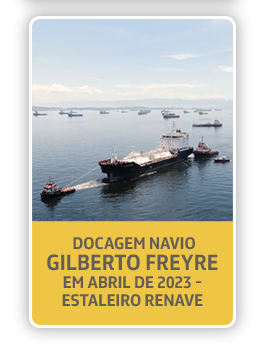 DOCAGEM NAVIO
GILBERTO FREYRE
EM ABRIL DE 2023 -
ESTALEIRO RENAVE